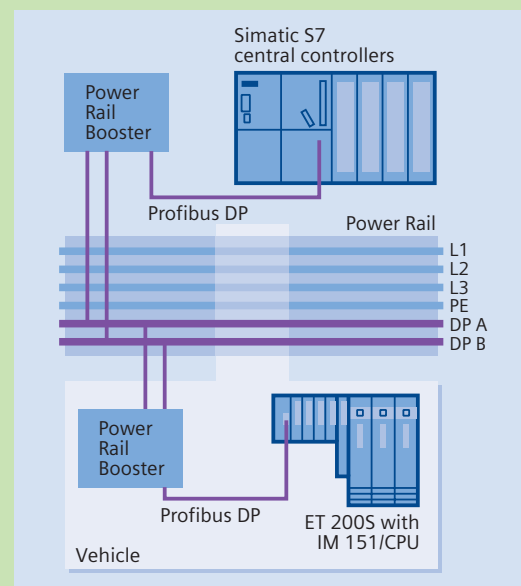 Simatic S7
central controllers
Power
Rail
Booster
Profibus DP
Power Rail
L1
L2
L3
PE
DP A
DP B
Power
Rail
Booster
Profibus DP
ET 200S with
IM 151/CPU
Vehicle